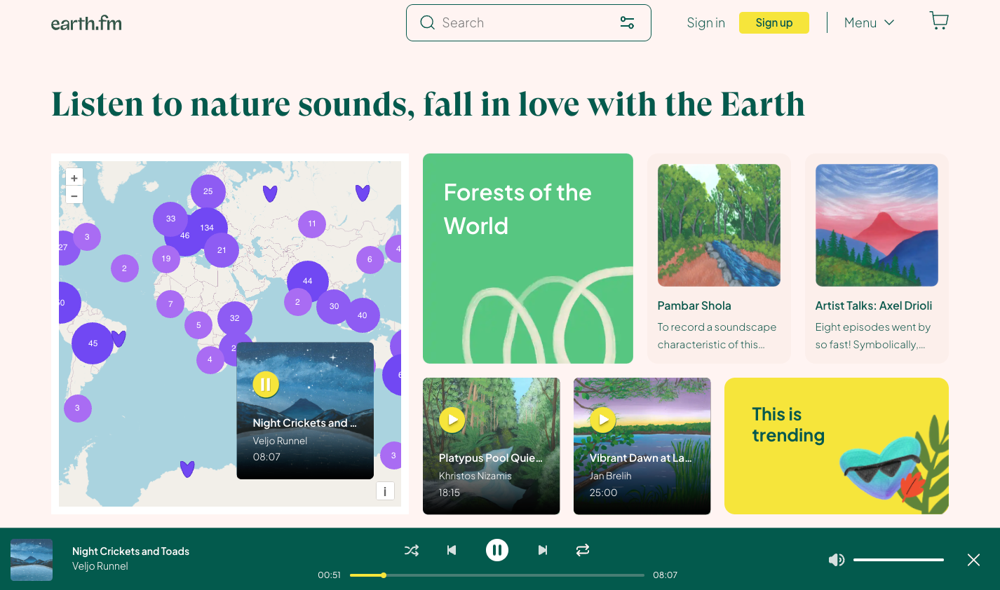 earth.fm
Search
Sign in
Sign up
Menu
Listen to nature sounds, fall in love with the Earth
+
−
25
33
134
46
3
27
21
11
19
2
6
4
44
2
30
40
7
32
5
45
4
3
3
i
Night Crickets and ...
Veljo Runnel
08:07
Forests of the
World
Pambar Shola
To record a soundscape
characteristic of this...
Artist Talks: Axel Drioli
Eight episodes went by
so fast! Symbolically,...
Platypus Pool Quie...
Khristos Nizamis
18:15
Vibrant Dawn at La...
Jan Brelih
25:00
This is
trending
Night Crickets and Toads
Veljo Runnel
00:51
08:07